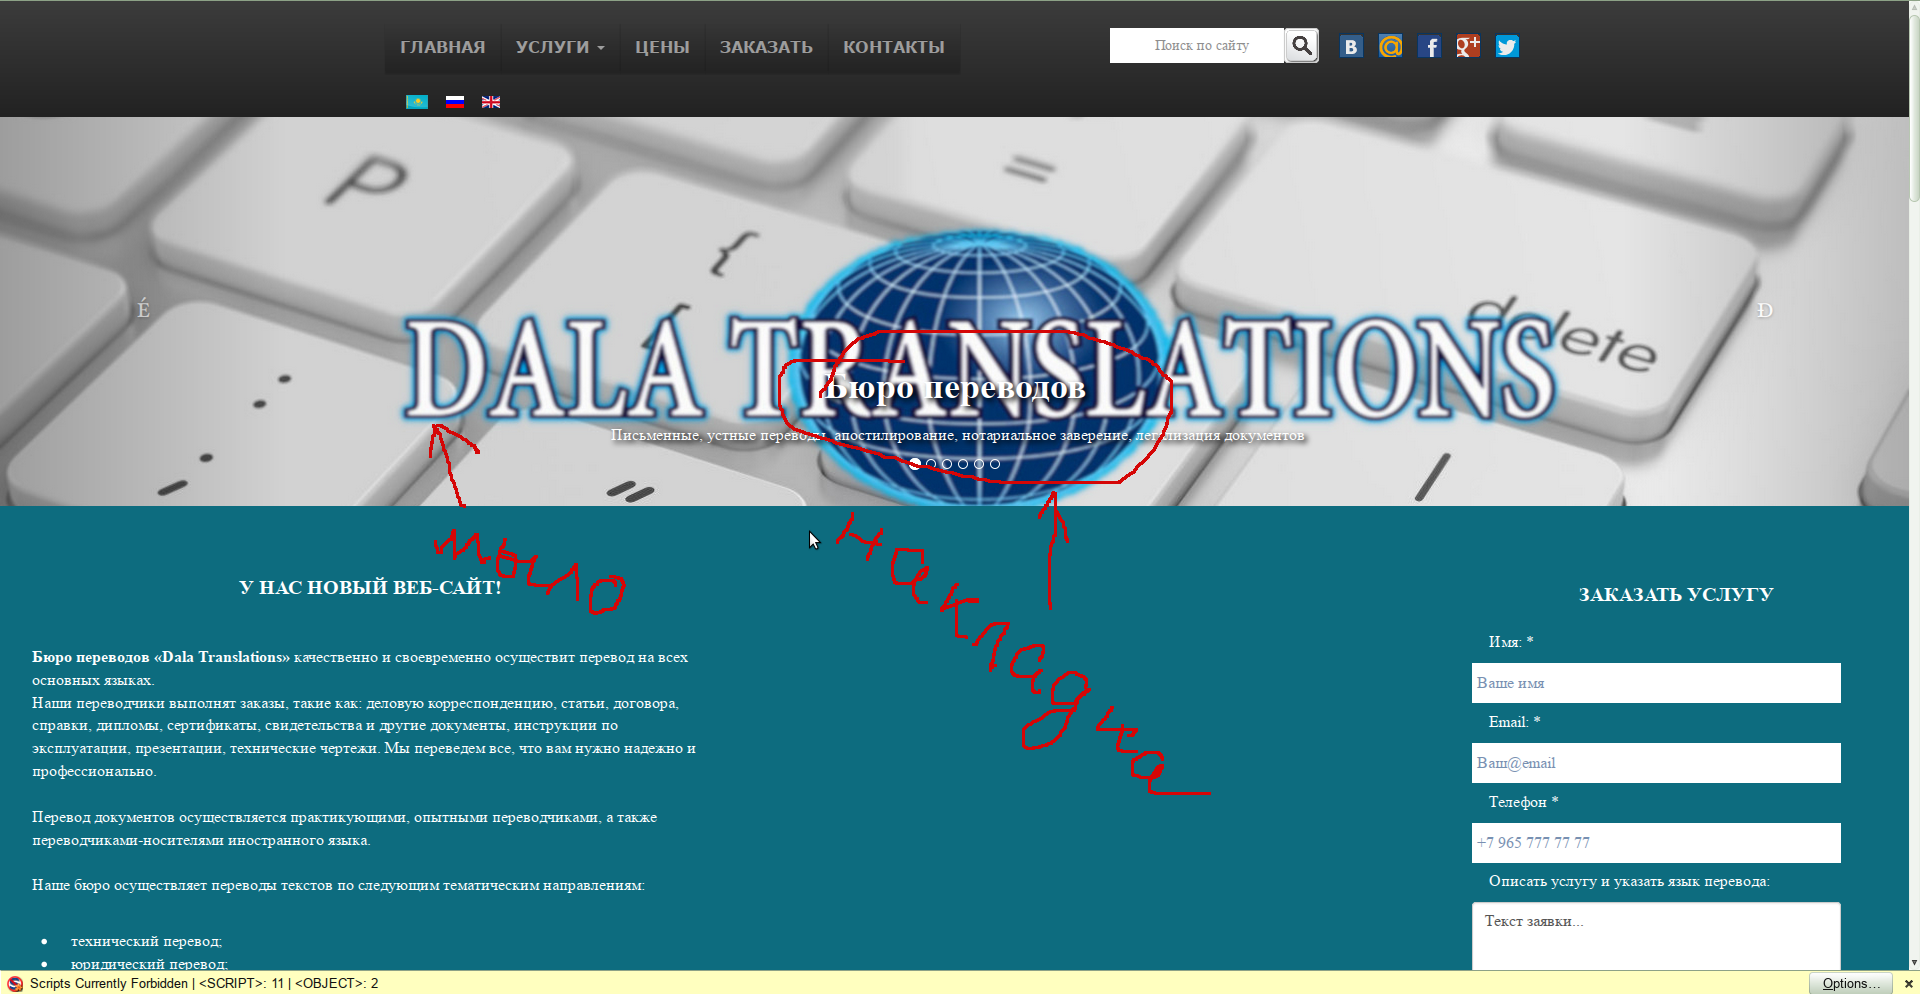 ГЛАВНАЯ УСЛУГИ ЦЕНЫ ЗАКАЗАТЬ КОНТАКТЫ
Поиск по сайту
P
=
{
[
delete
É
Đ
DALA TRANSLATIONS
Бюро переводов
Письменные, устные переводы, апостилирование, нотариальное заверение, легализация документов
мыло
накладка
У НАС НОВЫЙ ВЕБ-САЙТ!
Бюро переводов «Dala Translations» качественно и своевременно осуществит перевод на всех
основных языках.
Наши переводчики выполнят заказы, такие как: деловую корреспонденцию, статьи, договора,
справки, дипломы, сертификаты, свидетельства и другие документы, инструкции по
эксплуатации, презентации, технические чертежи. Мы переведем все, что вам нужно надежно и
профессионально.
Перевод документов осуществляется практикующими, опытными переводчиками, а также
переводчиками-носителями иностранного языка.
Наше бюро осуществляет переводы текстов по следующим тематическим направлениям:
• технический перевод;
• юридический перевод;
ЗАКАЗАТЬ УСЛУГУ
Имя: *
Ваше имя
Email: *
Ваш@email
Телефон *
+7 965 777 77 77
Описать услугу и указать язык перевода:
Текст заявки...
Scripts Currently Forbidden | <SCRIPT>: 11 | <OBJECT>: 2
Options...